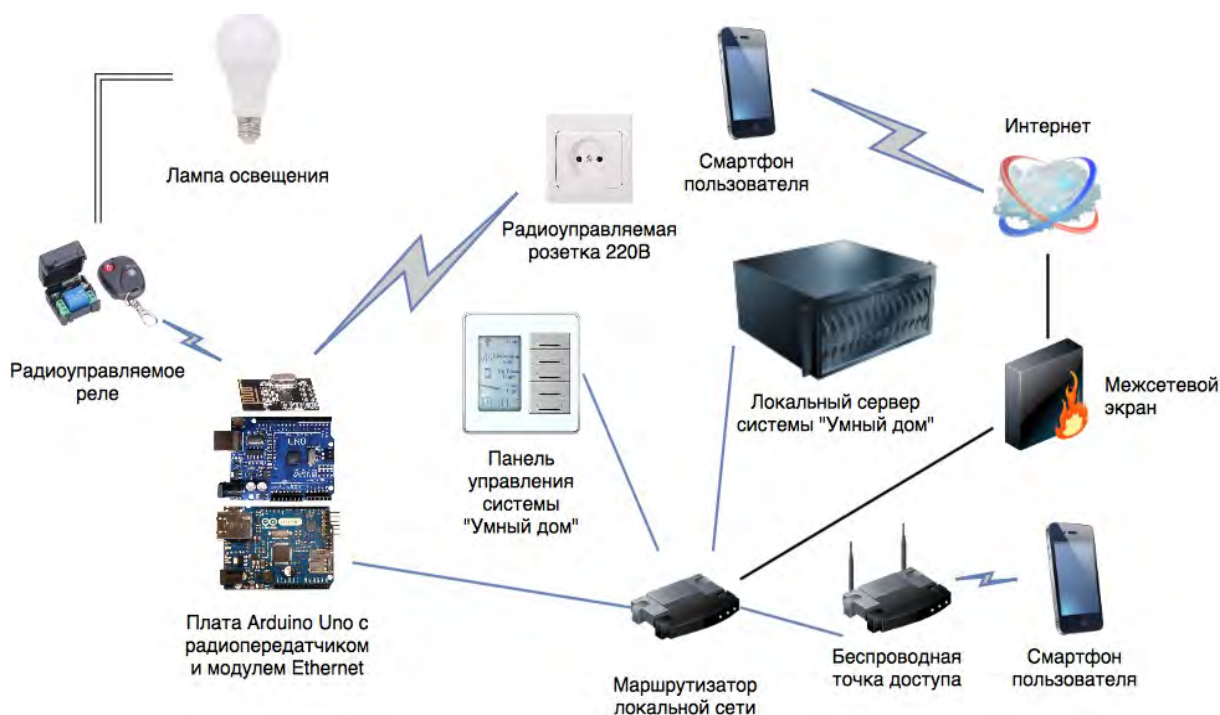 Лампа освещения
Смартфон
пользователя
Интернет
Радиоуправляемая
розетка 220В
Радиоуправляемое
реле
Межсетевой
экран
Локальный сервер
системы "Умный дом"
Панель
управления
системы
"Умный дом"
UNO
Плата Arduino Uno с
радиопередатчиком
и модулем Ethernet
Маршрутизатор
локальной сети
Беспроводная
точка доступа
Смартфон
пользователя